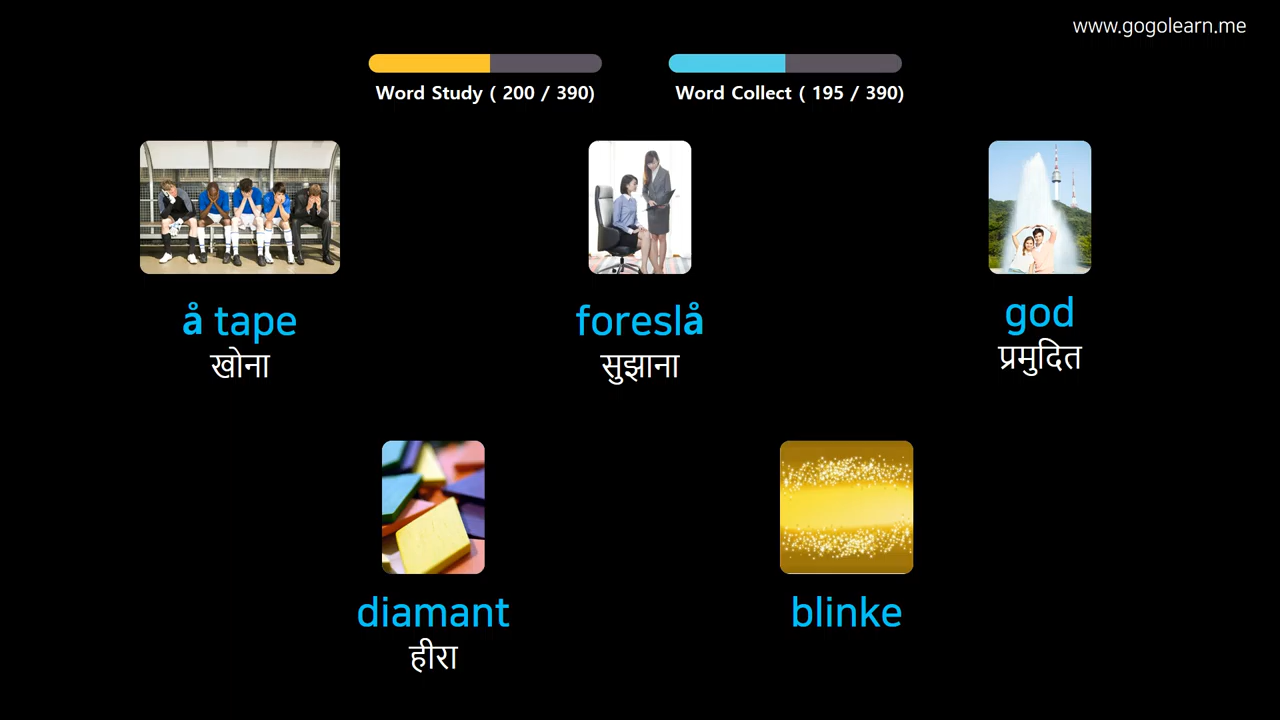 www.gogolearn.me
Word Study ( 200 / 390)
Word Collect ( 195 / 390)
å tape
खोना
foreslå
सुझाना
god
प्रमुदित
diamant
हीरा
blinke